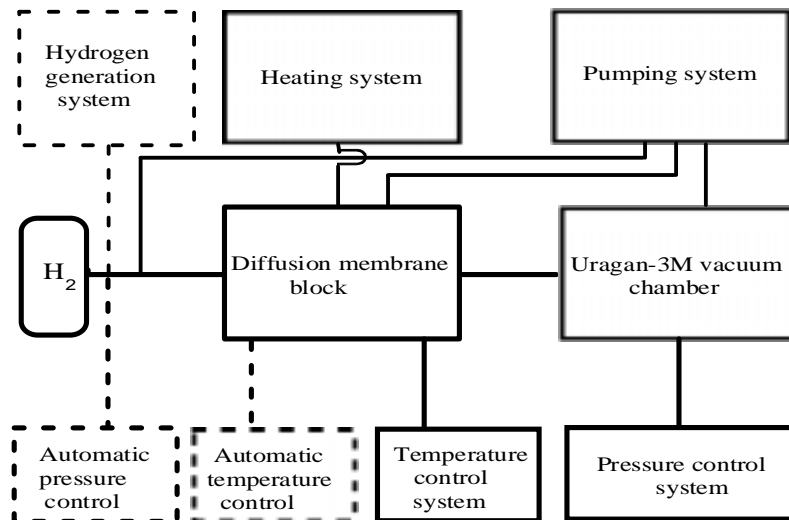 Hydrogen
generation
system
Heating system
Pumping system
H2
Diffusion membrane
block
Uragan-3M vacuum
chamber
Automatic
pressure
control
Automatic
temperature
control
Temperature
control
system
Pressure control
system